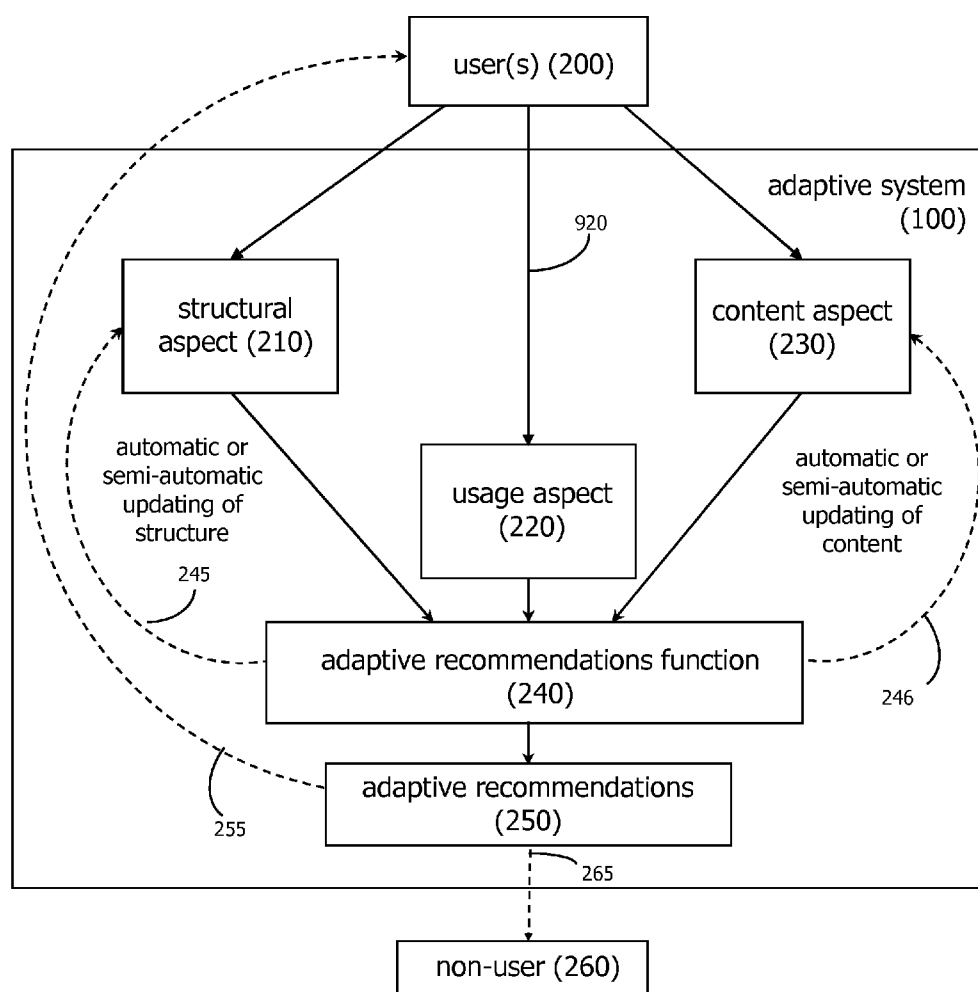 user(s) (200)
adaptive system
(100)
920
structural
aspect (210)
content aspect
(230)
automatic or
semi-automatic
updating of
structure
usage aspect
(220)
automatic or
semi-automatic
updating of
content
245
adaptive recommendations function
(240)
246
adaptive recommendations
(250)
255
265
non-user (260)